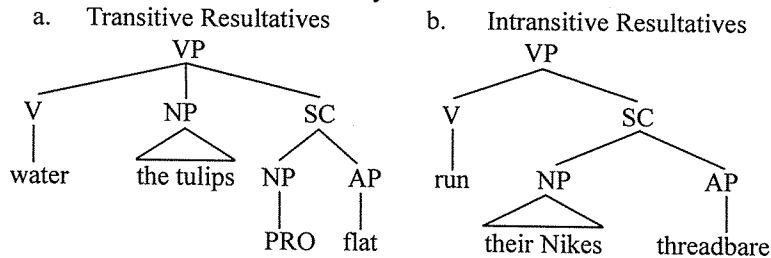 a. Transitive Resultatives b. Intransitive Resultatives
VP VP
V NP SC V SC
water the tulips NP AP run NP AP
PRO flat their Nikes threadbare